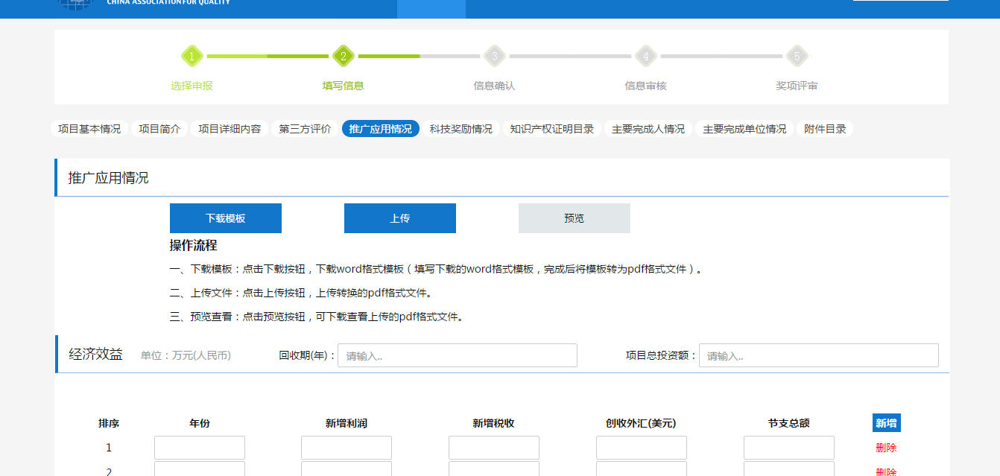 CHINA ASSOCIATION FOR QUALITY
1 2 3 4 5
选择申报 填写信息 信息确认 信息审核 奖项评审
项目基本情况 项目简介 项目详细内容 第三方评价 推广应用情况 科技奖励情况 知识产权证明目录 主要完成人情况 主要完成单位情况 附件目录
推广应用情况
下载模板 上传 预览
操作流程
一、下载模板：点击下载按钮，下载word格式模板（填写下载的word格式模板，完成后将模板转为pdf格式文件）。
二、上传文件：点击上传按钮，上传转换的pdf格式文件。
三、预览查看：点击预览按钮，可下载查看上传的pdf格式文件。
经济效益 单位：万元(人民币) 回收期(年)： 请输入.. 项目总投资额： 请输入..
排序 年份 新增利润 新增税收 创收外汇(美元) 节支总额 新增
1 删除
2 删除